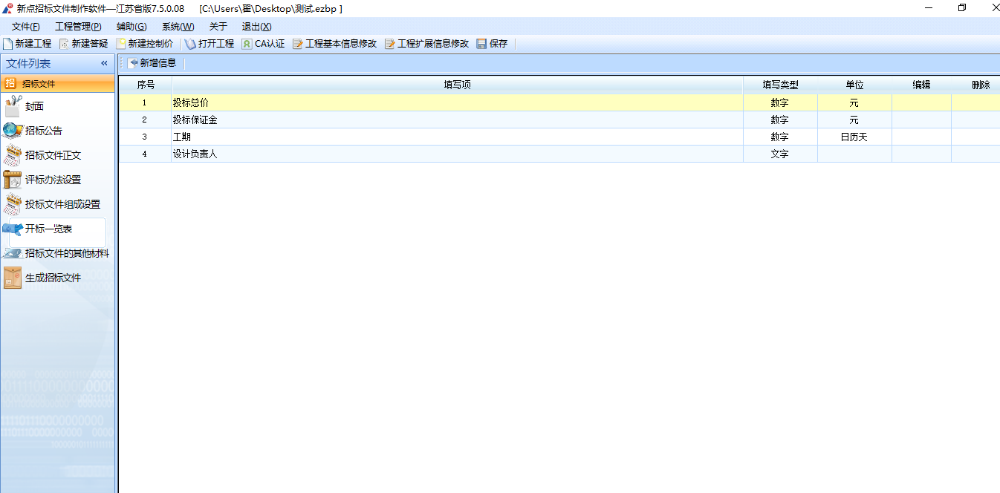 新点招标文件制作软件—江苏省版7.5.0.08 [C:\Users\翟\Desktop\测试.ezbp ]
文件(F) 工程管理(P) 辅助(G) 系统(W) 关于 退出(X)
新建工程 新建答疑 新建控制价 打开工程 CA认证 工程基本信息修改 工程扩展信息修改 保存
文件列表 «
招 招标文件
封面
招标公告
招标文件正文
评标办法设置
投标文件组成设置
开标一览表
招标文件的其他材料
生成招标文件
新增信息
序号 填写项 填写类型 单位 编辑 删除
1 投标总价 数字 元
2 投标保证金 数字 元
3 工期 数字 日历天
4 设计负责人 文字